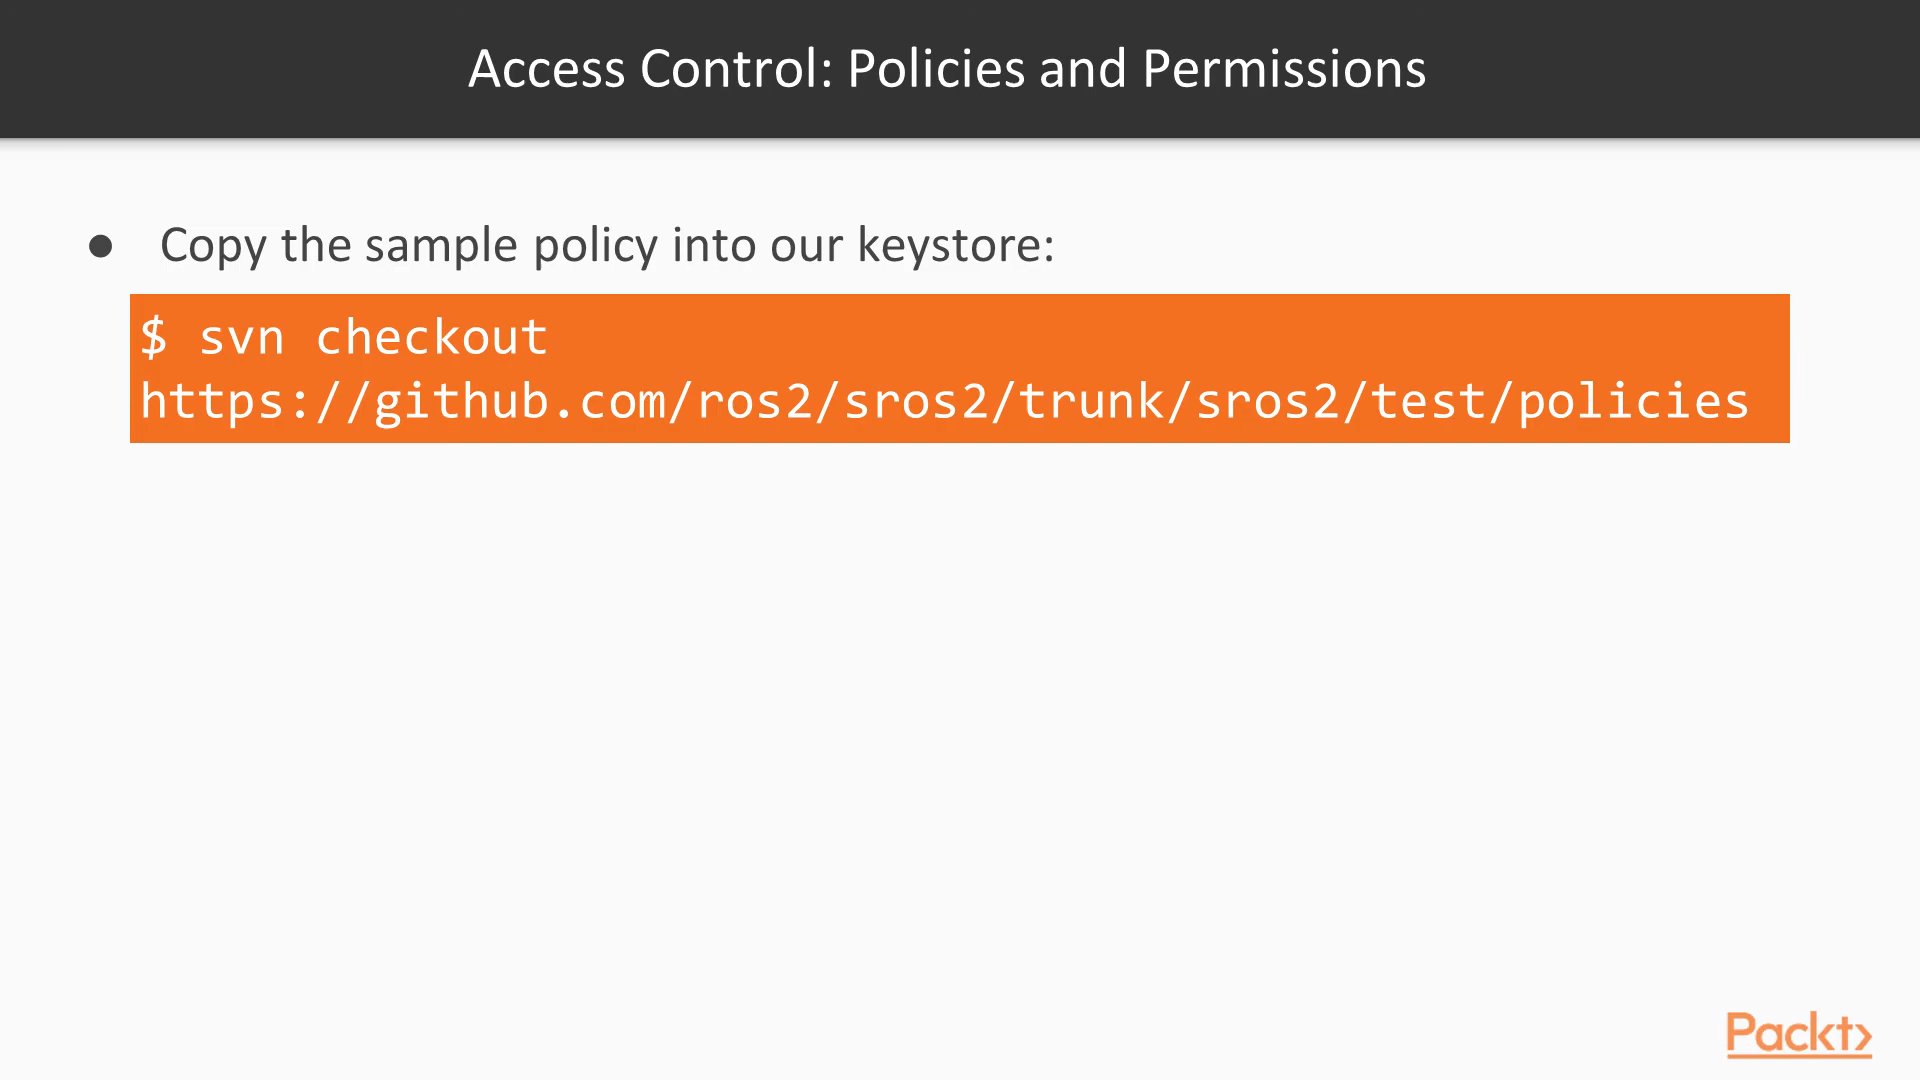 Access Control: Policies and Permissions
● Copy the sample policy into our keystore:
$ svn checkout
https://github.com/ros2/sros2/trunk/sros2/test/policies
Packt>